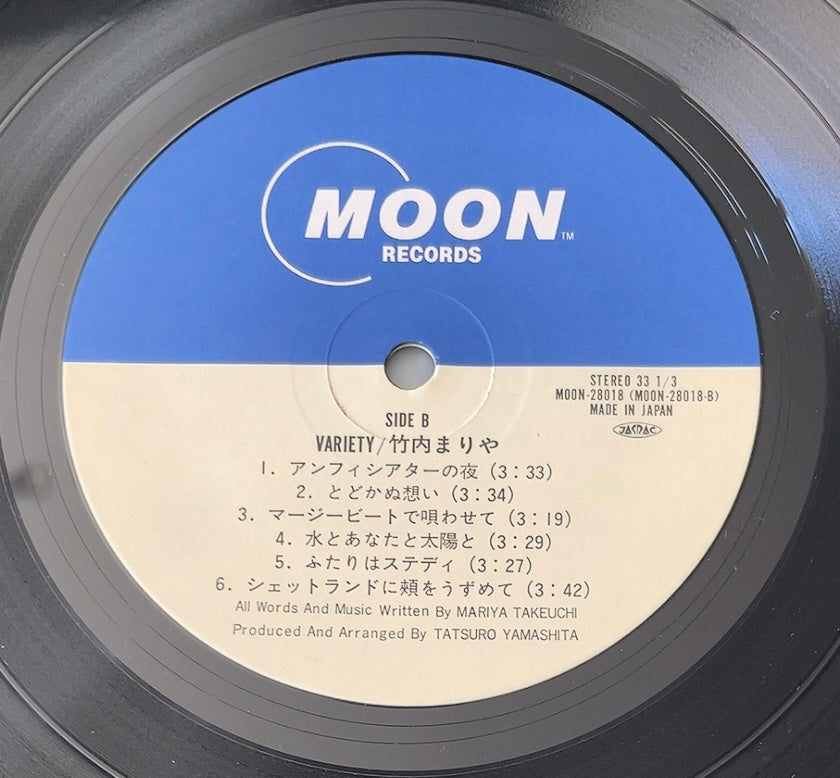 MOON™
RECORDS
STEREO 33 1/3
MOON-28018 (MOON-28018-B)
MADE IN JAPAN
JASRAC
SIDE B
VARIETY/竹内まりや
1. アンフィシアターの夜 (3:33)
2. とどかぬ想い (3:34)
3. マージービートで唄わせて (3:19)
4. 水とあなたと太陽と (3:29)
5. ふたりはステディ (3:27)
6. シェットランドに頬をうずめて (3:42)
All Words And Music Written By MARIYA TAKEUCHI
Produced And Arranged By TATSURO YAMASHITA